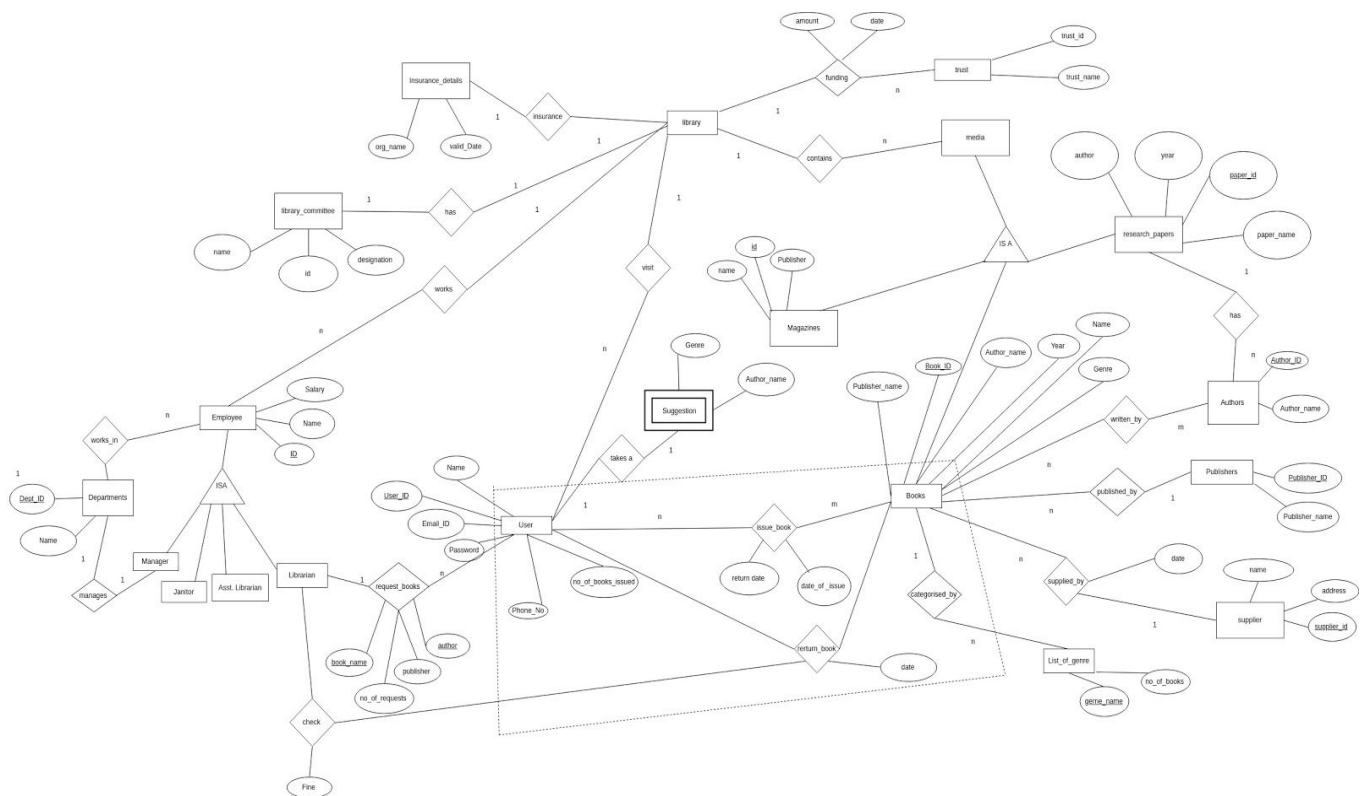 amount
date
trust_id
funding
trust
trust_name
1
n
Insurance_details
insurance
1
1
org_name
valid_Date
library
contains
1
n
media
author
year
paper_id
research_papers
paper_name
IS A
library_committee
has
1
1
name
id
designation
works
1
n
visit
1
n
name
id
Publisher
Magazines
1
has
n
Author_ID
Authors
Author_name
Genre
Author_name
Suggestion
takes a
1
1
Publisher_name
Book_ID
Author_name
Year
Name
Genre
written_by
m
n
Publishers
Publisher_ID
Publisher_name
published_by
1
n
Salary
Name
ID
Employee
n
works_in
1
Dept_ID
Departments
Name
1
manages
1
ISA
Manager
Janitor
Asst. Librarian
Librarian
Name
User_ID
Email_ID
Password
Phone_No
no_of_books_issued
User
n
issue_book
m
return date
date_of _issue
Books
1
request_books
n
book_name
no_of_requests
publisher
author
rerturn_book
date
check
Fine
1
categorised_by
n
List_of_genre
no_of_books
gerne_name
n
supplied_by
date
1
supplier
name
address
supplier_id